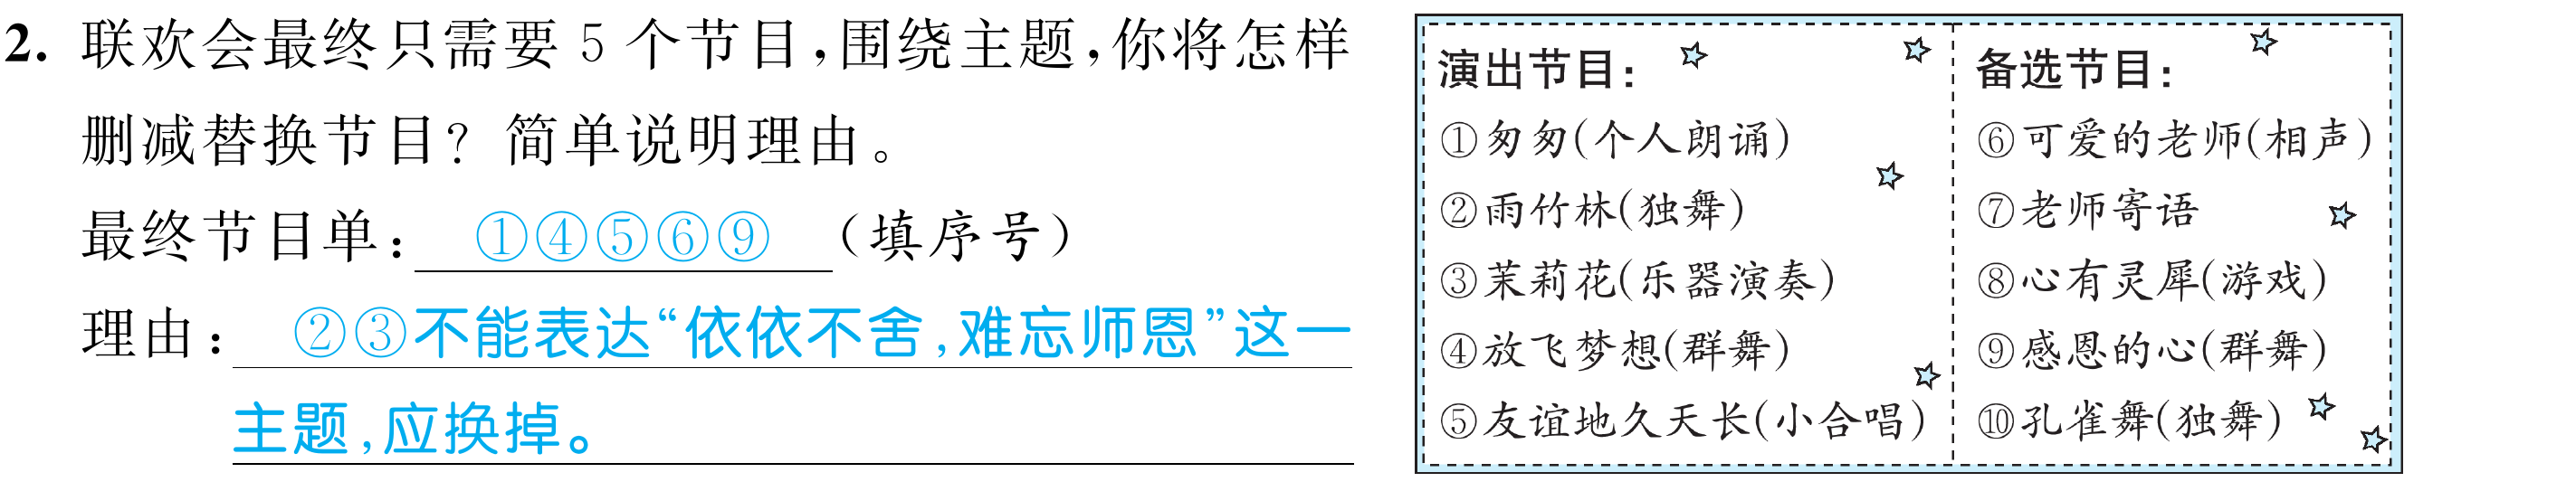 2. 联欢会最终只需要 5 个节目,围绕主题,你将怎样
删减替换节目? 简单说明理由。
最终节目单: ①④⑤⑥⑨ (填序号)
理由: ②③不能表达“依依不舍,难忘师恩”这一
主题,应换掉。
演出节目:
①匆匆(个人朗诵)
②雨竹林(独舞)
③茉莉花(乐器演奏)
④放飞梦想(群舞)
⑤友谊地久天长(小合唱)
备选节目:
⑥可爱的老师(相声)
⑦老师寄语
⑧心有灵犀(游戏)
⑨感恩的心(群舞)
⑩孔雀舞(独舞)